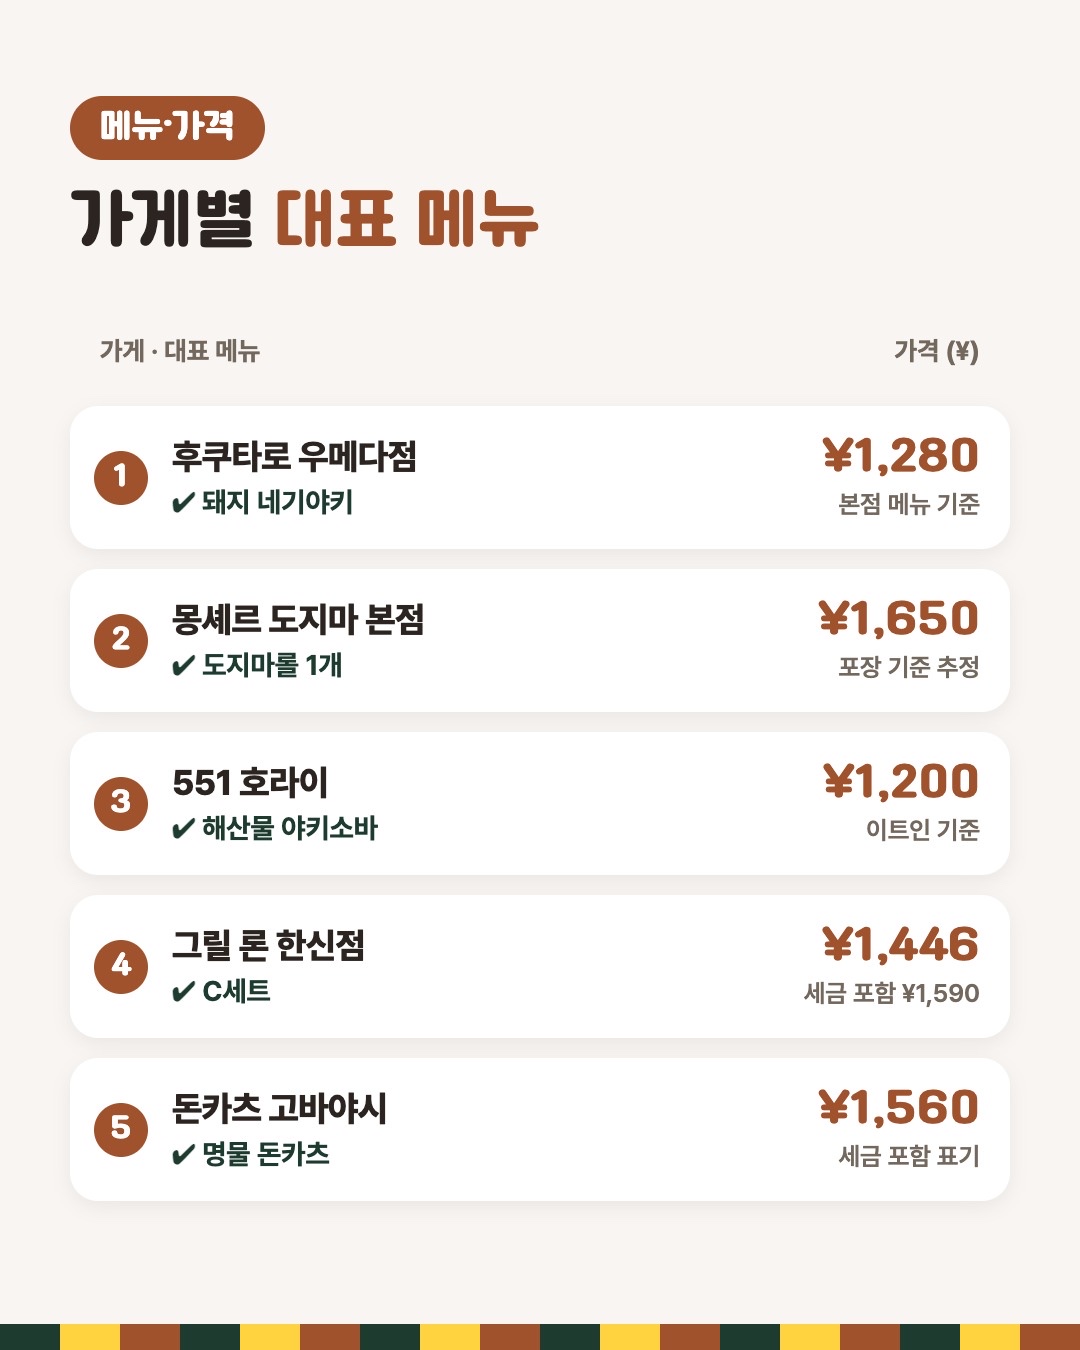 메뉴·가격
가게별 대표 메뉴
가게 · 대표 메뉴 가격 (¥)
1 후쿠타로 우메다점 ¥1,280
✔ 돼지 네기야키 본점 메뉴 기준
2 몽셰르 도지마 본점 ¥1,650
✔ 도지마롤 1개 포장 기준 추정
3 551 호라이 ¥1,200
✔ 해산물 야키소바 이트인 기준
4 그릴 론 한신점 ¥1,446
✔ C세트 세금 포함 ¥1,590
5 돈카츠 고바야시 ¥1,560
✔ 명물 돈카츠 세금 포함 표기